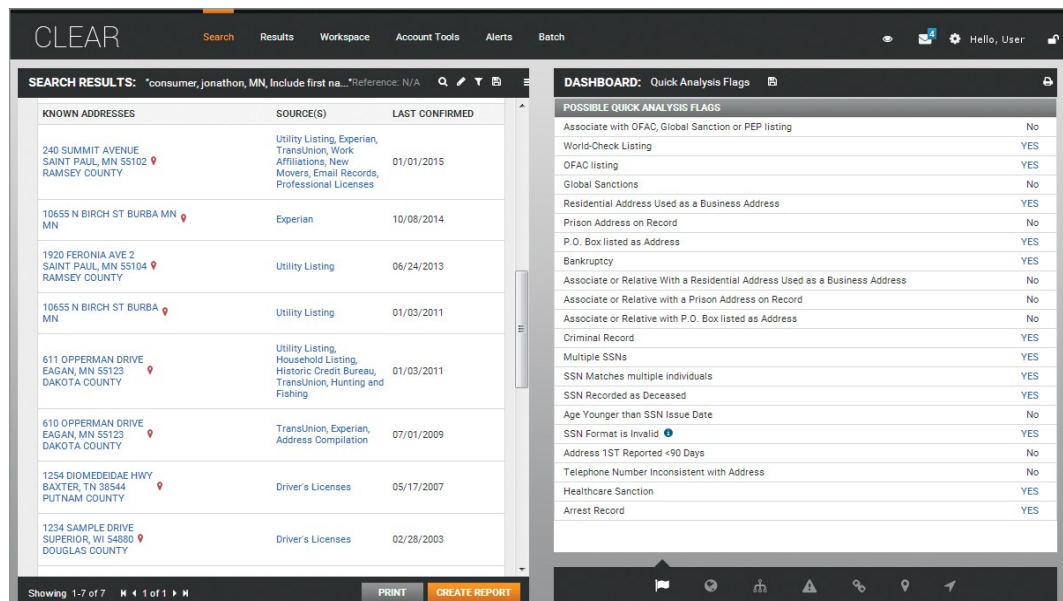 CLEAR
Search Results Workspace Account Tools Alerts Batch
4
Hello, User
SEARCH RESULTS: "consumer, jonathon, MN, Include first na..." Reference: N/A
KNOWN ADDRESSES SOURCE(S) LAST CONFIRMED
240 SUMMIT AVENUE
SAINT PAUL, MN 55102
RAMSEY COUNTY
Utility Listing, Experian,
TransUnion, Work
Affiliations, New
Movers, Email Records,
Professional Licenses
01/01/2015
10655 N BIRCH ST BURBA MN
MN
Experian
10/08/2014
1920 FERONIA AVE 2
SAINT PAUL, MN 55104
RAMSEY COUNTY
Utility Listing
06/24/2013
10655 N BIRCH ST BURBA
MN
Utility Listing
01/03/2011
611 OPPERMAN DRIVE
EAGAN, MN 55123
DAKOTA COUNTY
Utility Listing,
Household Listing,
Historic Credit Bureau,
TransUnion, Hunting and
Fishing
01/03/2011
610 OPPERMAN DRIVE
EAGAN, MN 55123
DAKOTA COUNTY
TransUnion, Experian,
Address Compilation
07/01/2009
1254 DIOMEDEIDAE HWY
BAXTER, TN 38544
PUTNAM COUNTY
Driver's Licenses
05/17/2007
1234 SAMPLE DRIVE
SUPERIOR, WI 54880
DOUGLAS COUNTY
Driver's Licenses
02/28/2003
Showing 1-7 of 7 1 of 1 PRINT CREATE REPORT
DASHBOARD: Quick Analysis Flags
POSSIBLE QUICK ANALYSIS FLAGS
Associate with OFAC, Global Sanction or PEP listing No
World-Check Listing YES
OFAC listing YES
Global Sanctions No
Residential Address Used as a Business Address YES
Prison Address on Record No
P.O. Box listed as Address YES
Bankruptcy YES
Associate or Relative With a Residential Address Used as a Business Address No
Associate or Relative with a Prison Address on Record No
Associate or Relative with P.O. Box listed as Address No
Criminal Record YES
Multiple SSNs YES
SSN Matches multiple individuals YES
SSN Recorded as Deceased YES
Age Younger than SSN Issue Date No
SSN Format is Invalid YES
Address 1ST Reported <90 Days No
Telephone Number Inconsistent with Address No
Healthcare Sanction YES
Arrest Record YES